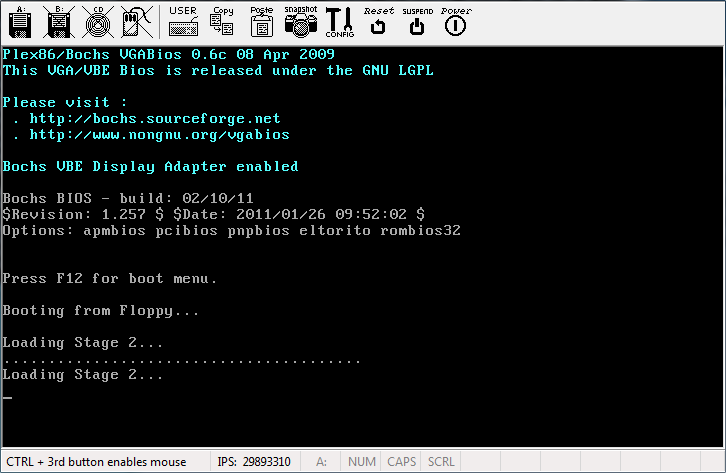 A: B: CD USER Copy Paste snapshot CONFIG Reset SUSPEND Power
Plex86/Bochs VGABios 0.6c 08 Apr 2009
This VGA/VBE Bios is released under the GNU LGPL
Please visit :
. http://bochs.sourceforge.net
. http://www.nongnu.org/vgabios
Bochs VBE Display Adapter enabled
Bochs BIOS - build: 02/10/11
$Revision: 1.257 $ $Date: 2011/01/26 09:52:02 $
Options: apmbios pcibios pnpbios eltorito rombios32
Press F12 for boot menu.
Booting from Floppy...
Loading Stage 2...
........................................
Loading Stage 2...
_
CTRL + 3rd button enables mouse IPS: 29893310 A: NUM CAPS SCRL